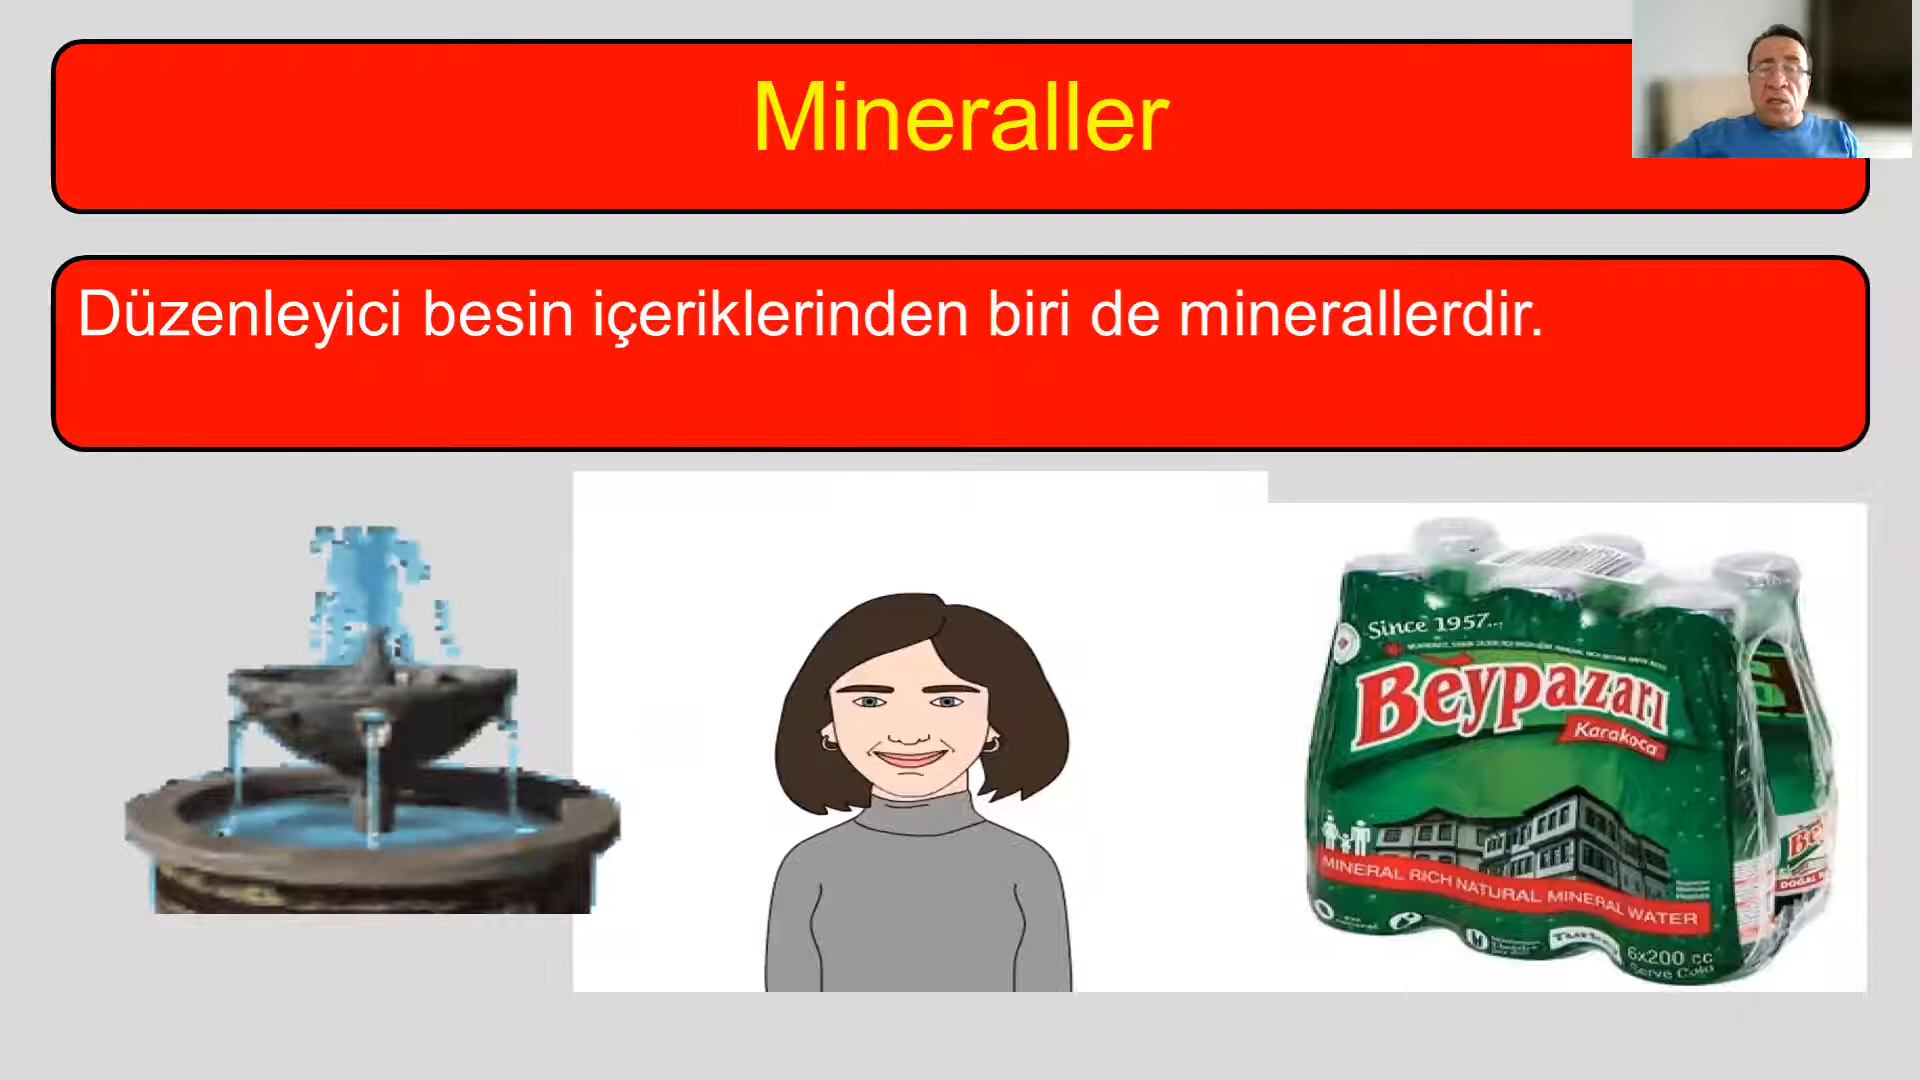 Mineraller
Düzenleyici besin içeriklerinden biri de minerallerdir.
Since 1957...
Beypazarı
Karakoca
MINERAL RICH NATURAL MINERAL WATER
6x200 cc